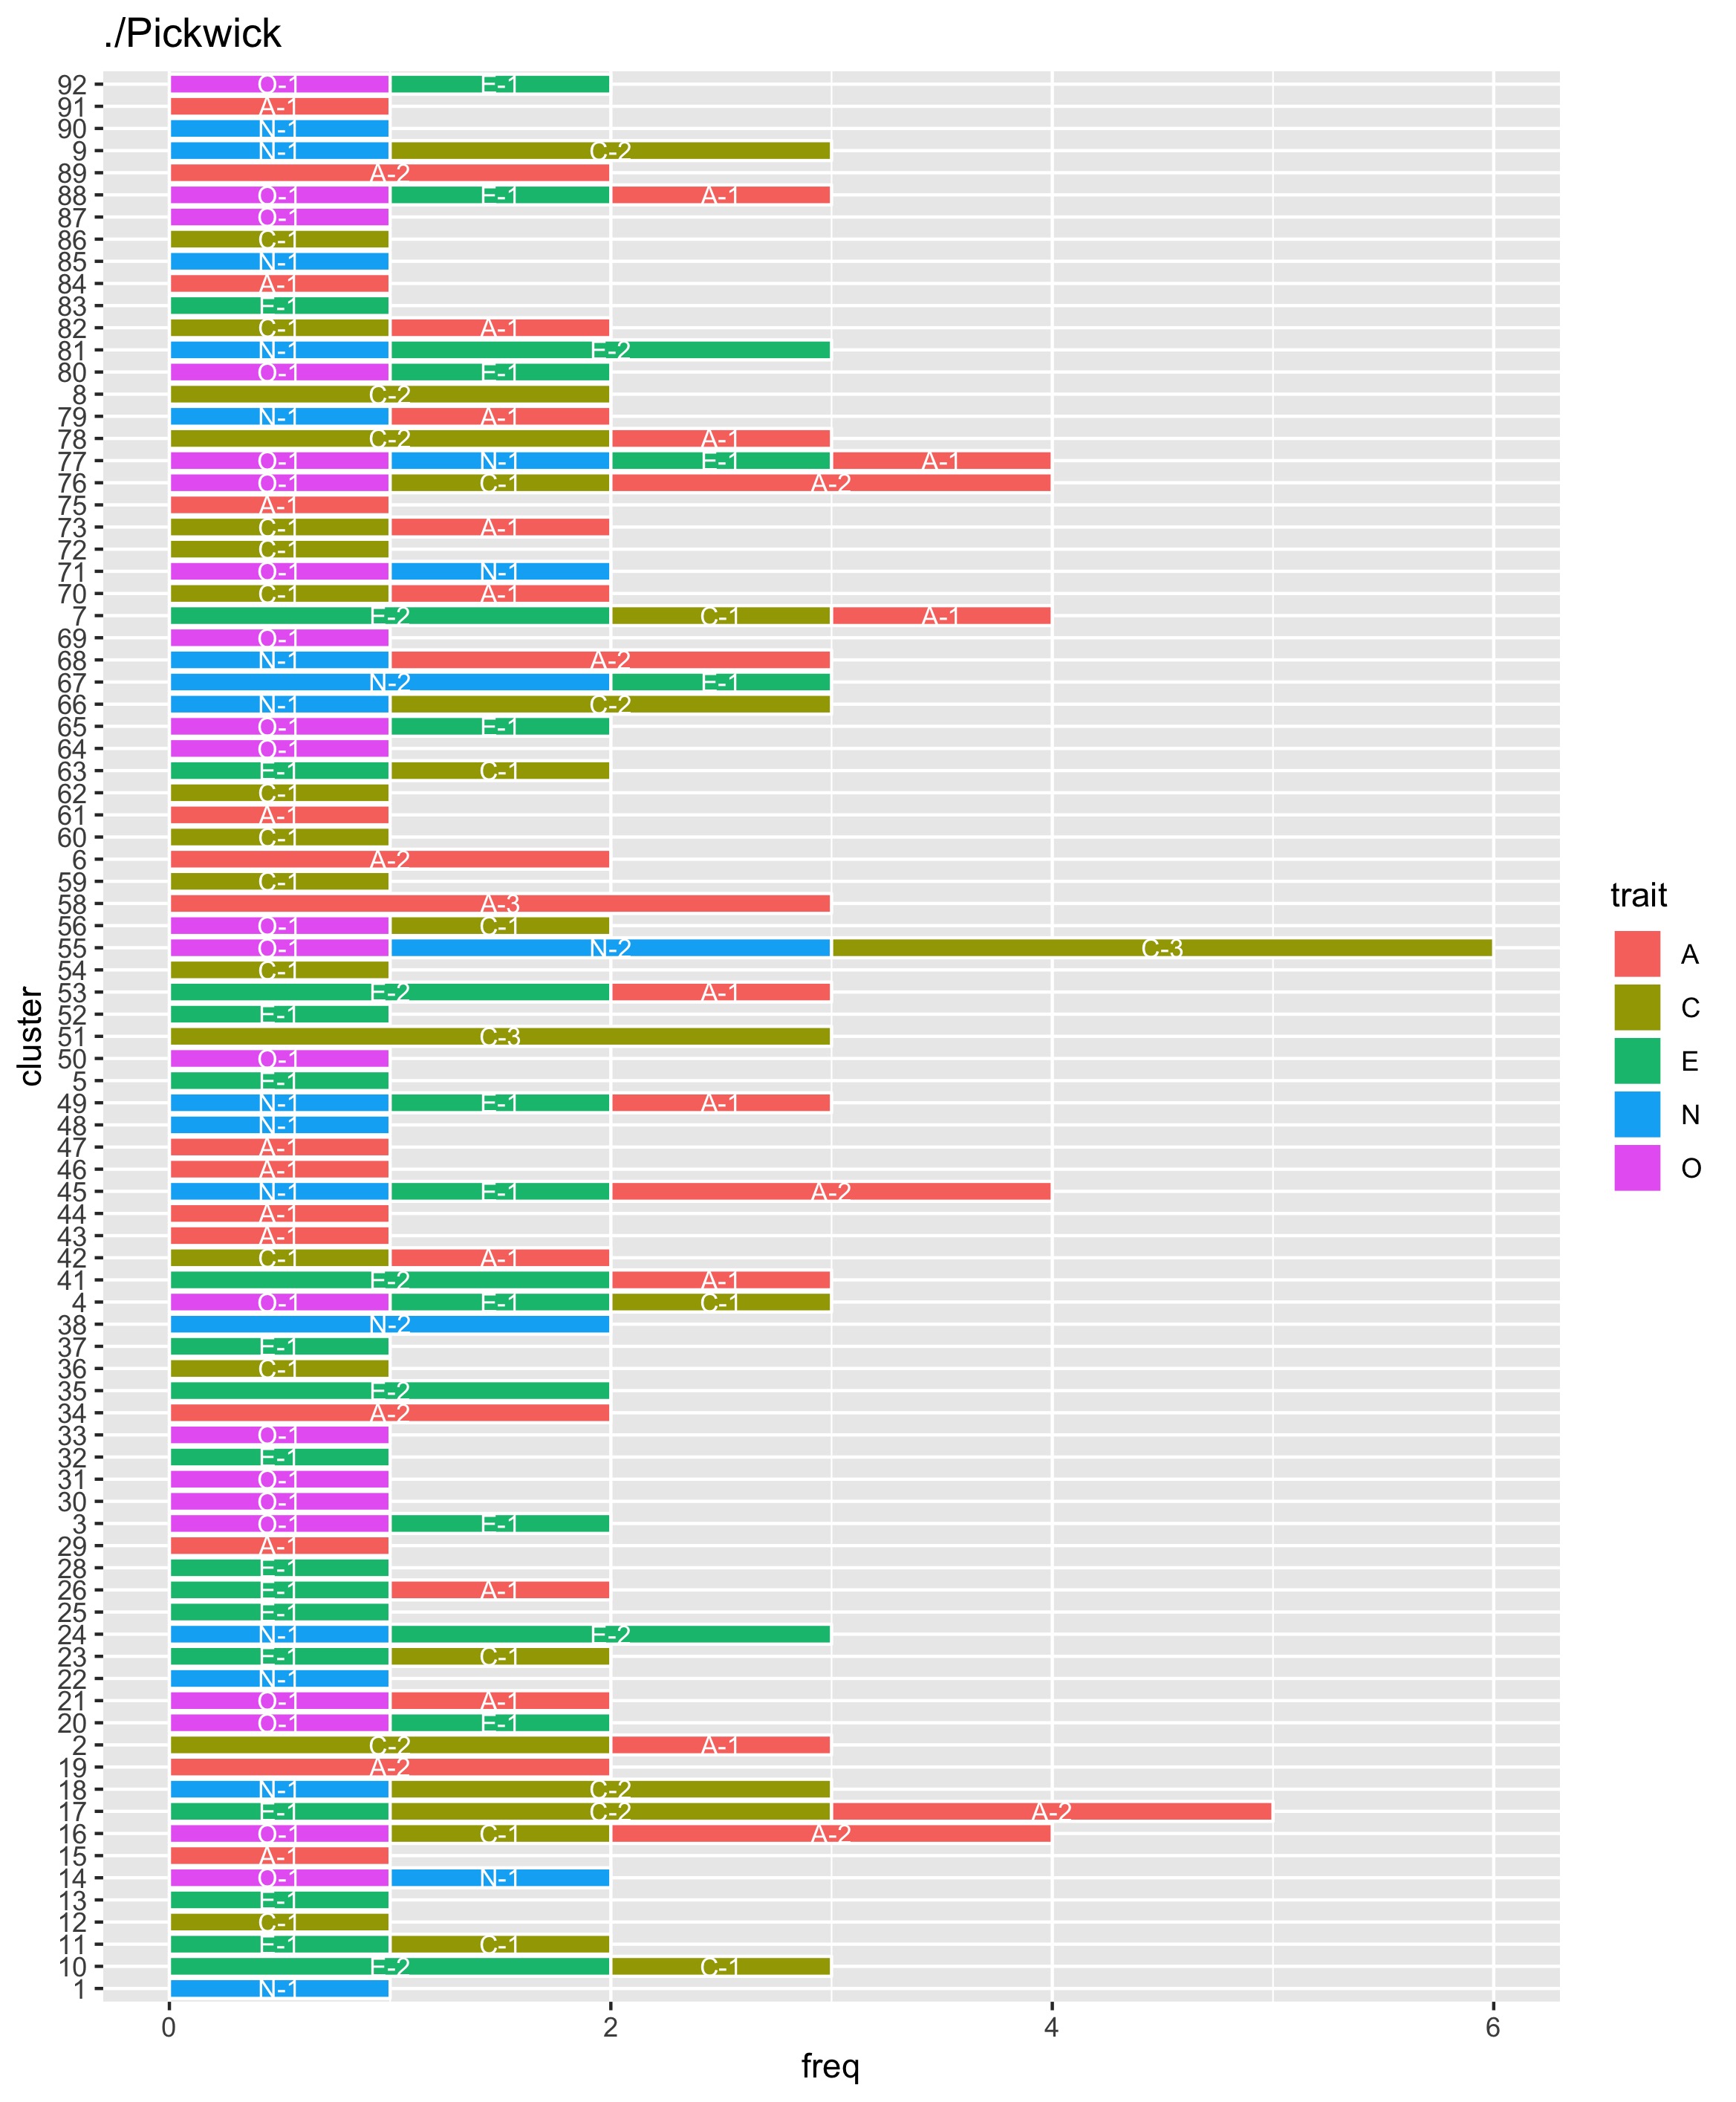 ./Pickwick
92 O-1 E-1
91 A-1
90 N-1
9 N-1 C-2
89 A-2
88 O-1 E-1 A-1
87 O-1
86 C-1
85 N-1
84 A-1
83 E-1
82 C-1 A-1
81 N-1 E-2
80 O-1 E-1
8 C-2
79 N-1 A-1
78 C-2 A-1
77 O-1 N-1 E-1 A-1
76 O-1 C-1 A-2
75 A-1
73 C-1 A-1
72 C-1
71 O-1 N-1
70 C-1 A-1
7 E-2 C-1 A-1
69 O-1
68 N-1 A-2
67 N-2 E-1
66 N-1 C-2
65 O-1 E-1
64 O-1
63 E-1 C-1
62 C-1
61 A-1
60 C-1
6 A-2
59 C-1
58 A-3
56 O-1 C-1
55 O-1 N-2 C-3
54 C-1
53 E-2 A-1
52 E-1
51 C-3
50 O-1
5 E-1
49 N-1 E-1 A-1
48 N-1
47 A-1
46 A-1
45 N-1 E-1 A-2
44 A-1
43 A-1
42 C-1 A-1
41 E-2 A-1
4 O-1 E-1 C-1
38 N-2
37 E-1
36 C-1
35 E-2
34 A-2
33 O-1
32 E-1
31 O-1
30 O-1
3 O-1 E-1
29 A-1
28 E-1
26 E-1 A-1
25 E-1
24 N-1 E-2
23 E-1 C-1
22 N-1
21 O-1 A-1
20 O-1 E-1
2 C-2 A-1
19 A-2
18 N-1 C-2
17 E-1 C-2 A-2
16 O-1 C-1 A-2
15 A-1
14 O-1 N-1
13 E-1
12 C-1
11 E-1 C-1
10 E-2 C-1
1 N-1
0 2 4 6
freq
cluster
trait
A
C
E
N
O